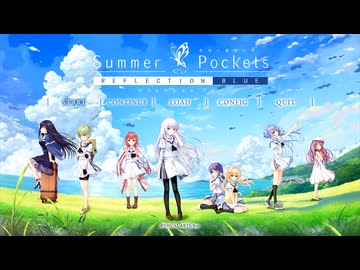 Summer Pockets
REFLECTION BLUE
START CONTINUE LOAD CONFIG QUIT